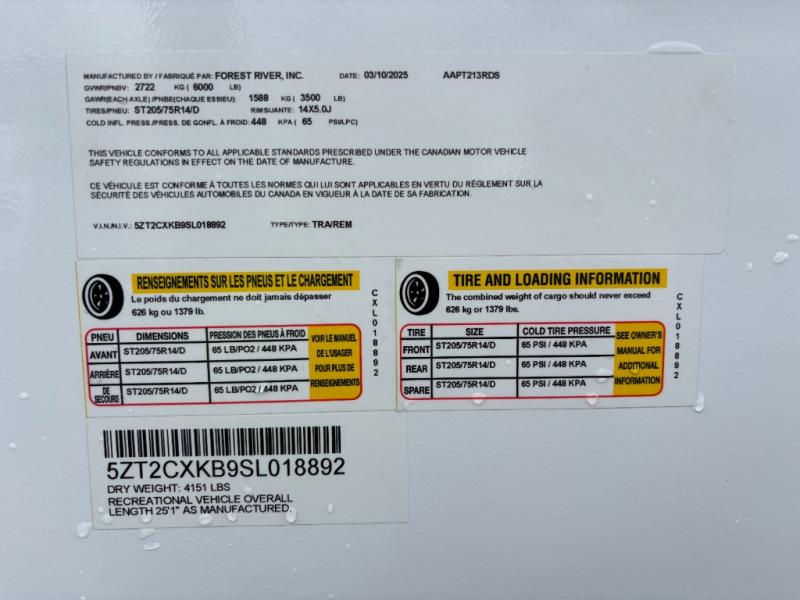 MANUFACTURED BY / FABRIQUÉ PAR: FOREST RIVER, INC. DATE: 03/10/2025 AAPT213RDS
GVWR/PNBV: 2722 KG ( 6000 LB)
GAWR(EACH AXLE) /PNBE(CHAQUE ESSIEU): 1588 KG ( 3500 LB)
TIRES/PNEU: ST205/75R14/D RIMS/JANTE: 14X5.0J
COLD INFL. PRESS./PRESS. DE GONFL. À FROID: 448 KPA ( 65 PSI/LPC)
THIS VEHICLE CONFORMS TO ALL APPLICABLE STANDARDS PRESCRIBED UNDER THE CANADIAN MOTOR VEHICLE
SAFETY REGULATIONS IN EFFECT ON THE DATE OF MANUFACTURE.
CE VÉHICULE EST CONFORME À TOUTES LES NORMES QUI LUI SONT APPLICABLES EN VERTU DU RÈGLEMENT SUR LA
SÉCURITÉ DES VÉHICULES AUTOMOBILES DU CANADA EN VIGUEUR À LA DATE DE SA FABRICATION.
V.I.N./N.I.V.: 5ZT2CXKB9SL018892 TYPE/TYPE: TRA/REM
RENSEIGNEMENTS SUR LES PNEUS ET LE CHARGEMENT
Le poids du chargement ne doit jamais dépasser
626 kg ou 1379 lb.
PNEU DIMENSIONS PRESSION DES PNEUS À FROID
AVANT ST205/75R14/D 65 LB/PO2 / 448 KPA
ARRIÈRE ST205/75R14/D 65 LB/PO2 / 448 KPA
DE
SECOURS ST205/75R14/D 65 LB/PO2 / 448 KPA
VOIR LE MANUEL
DE L'USAGER
POUR PLUS DE
RENSEIGNEMENTS
CXL018892
TIRE AND LOADING INFORMATION
The combined weight of cargo should never exceed
626 kg or 1379 lbs.
TIRE SIZE COLD TIRE PRESSURE
FRONT ST205/75R14/D 65 PSI / 448 KPA
REAR ST205/75R14/D 65 PSI / 448 KPA
SPARE ST205/75R14/D 65 PSI / 448 KPA
SEE OWNER'S
MANUAL FOR
ADDITIONAL
INFORMATION
CXL018892
5ZT2CXKB9SL018892
DRY WEIGHT: 4151 LBS
RECREATIONAL VEHICLE OVERALL
LENGTH 25'1" AS MANUFACTURED.